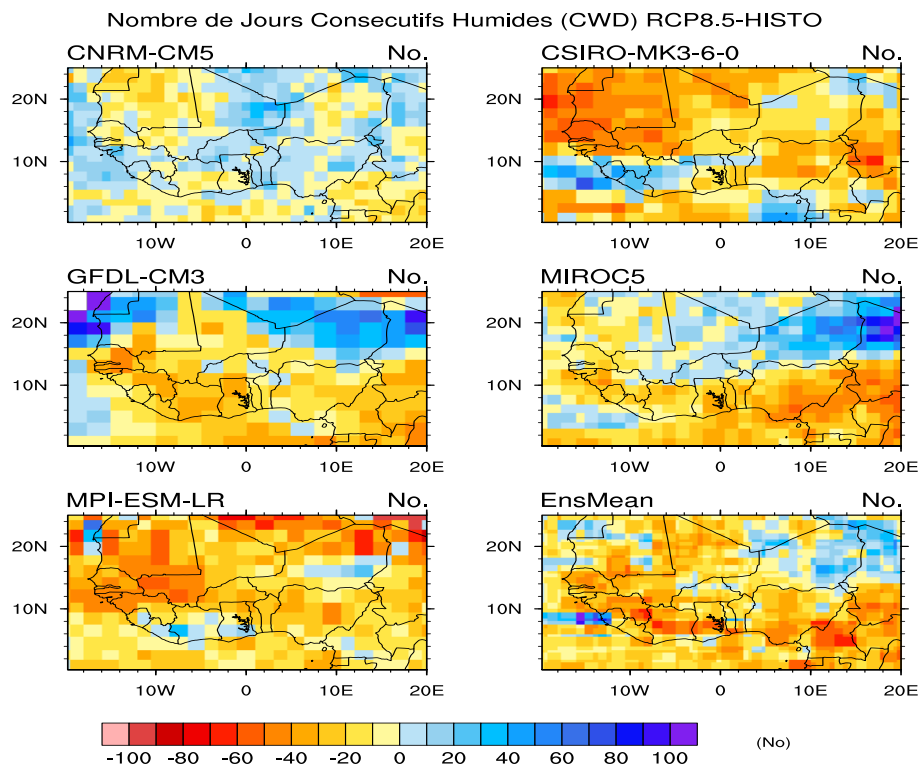 Nombre de Jours Consecutifs Humides (CWD) RCP8.5-HISTO
CNRM-CM5 No. CSIRO-MK3-6-0 No.
20N 20N
10N 10N
10W 0 10E 20E 10W 0 10E 20E
GFDL-CM3 No. MIROC5 No.
20N 20N
10N 10N
10W 0 10E 20E 10W 0 10E 20E
MPI-ESM-LR No. EnsMean No.
20N 20N
10N 10N
10W 0 10E 20E 10W 0 10E 20E
-100 -80 -60 -40 -20 0 20 40 60 80 100 (No)